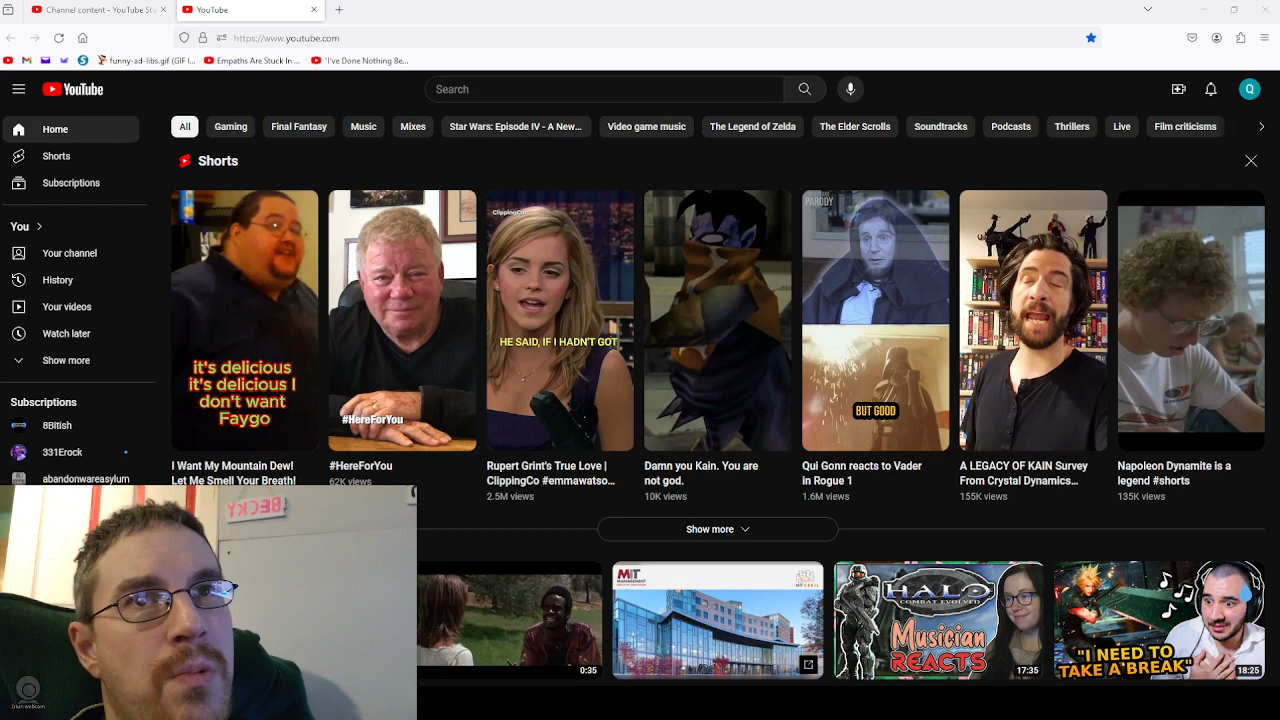 Channel content - YouTube Stu
YouTube
https://www.youtube.com
funny-ad-libs.gif (GIF I...
Empaths Are Stuck In ...
"I've Done Nothing Be...
YouTube
Search
Q
Home
Shorts
Subscriptions
You
Your channel
History
Your videos
Watch later
Show more
Subscriptions
8Bitish
331Erock
abandonwareasylum
All
Gaming
Final Fantasy
Music
Mixes
Star Wars: Episode IV - A New...
Video game music
The Legend of Zelda
The Elder Scrolls
Soundtracks
Podcasts
Thrillers
Live
Film criticisms
Shorts
it's delicious
it's delicious I
don't want
Faygo
I Want My Mountain Dew!
Let Me Smell Your Breath!
#HereForYou
#HereForYou
62K views
ClippingCo
HE SAID, IF I HADN'T GOT
Rupert Grint's True Love |
ClippingCo #emmawatso...
2.5M views
Damn you Kain. You are
not god.
10K views
PARODY
BUT GOOD
Qui Gonn reacts to Vader
in Rogue 1
1.6M views
A LEGACY OF KAIN Survey
From Crystal Dynamics...
155K views
Napoleon Dynamite is a
legend #shorts
135K views
Show more
BECKY
Iriun webcam
0:35
MIT
MANAGEMENT
HALO
COMBAT EVOLVED
Musician
REACTS
17:35
"I NEED TO
TAKE A BREAK"
18:25